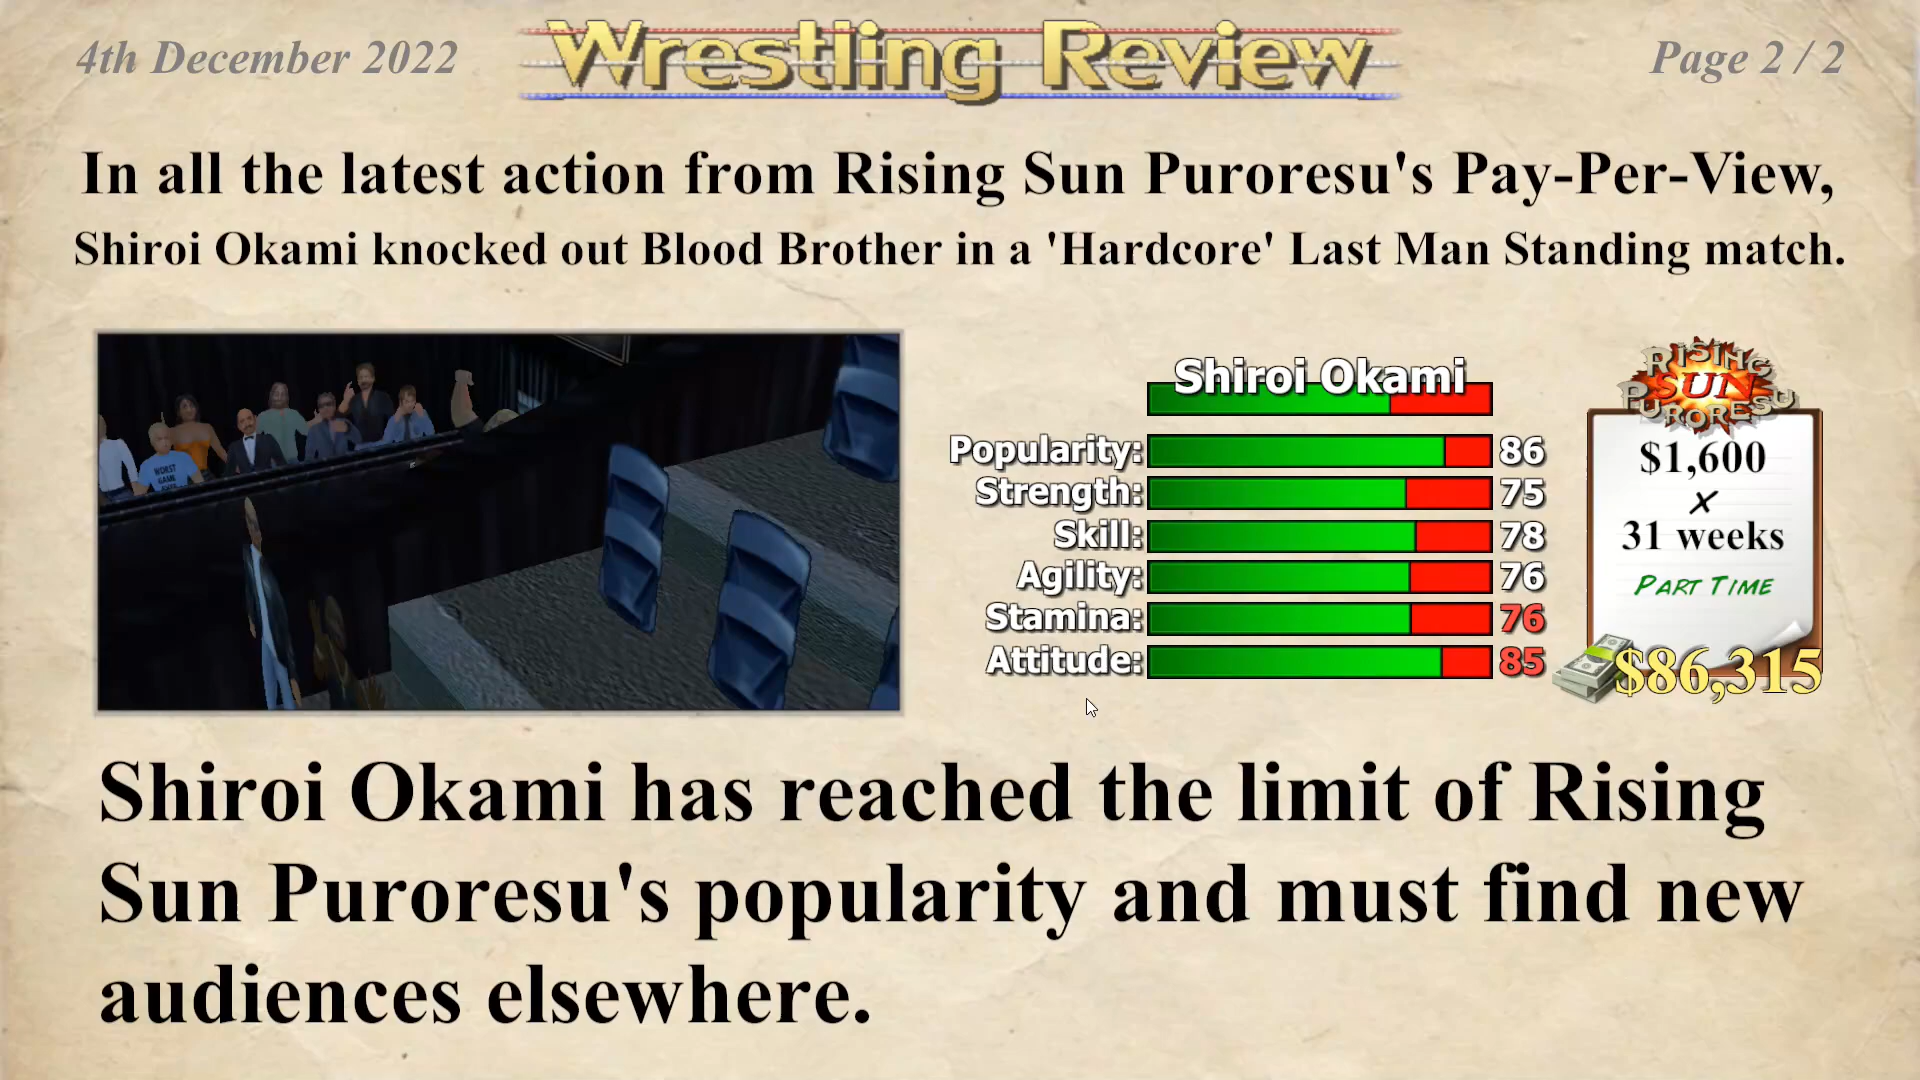 4th December 2022
Wrestling Review
Page 2 / 2
In all the latest action from Rising Sun Puroresu's Pay-Per-View,
Shiroi Okami knocked out Blood Brother in a 'Hardcore' Last Man Standing match.
WORST
GAME
EVER
Shiroi Okami
Popularity: 86
Strength: 75
Skill: 78
Agility: 76
Stamina: 76
Attitude: 85
RISING
SUN
PURORESU
$1,600
x
31 weeks
PART TIME
$86,315
Shiroi Okami has reached the limit of Rising
Sun Puroresu's popularity and must find new
audiences elsewhere.